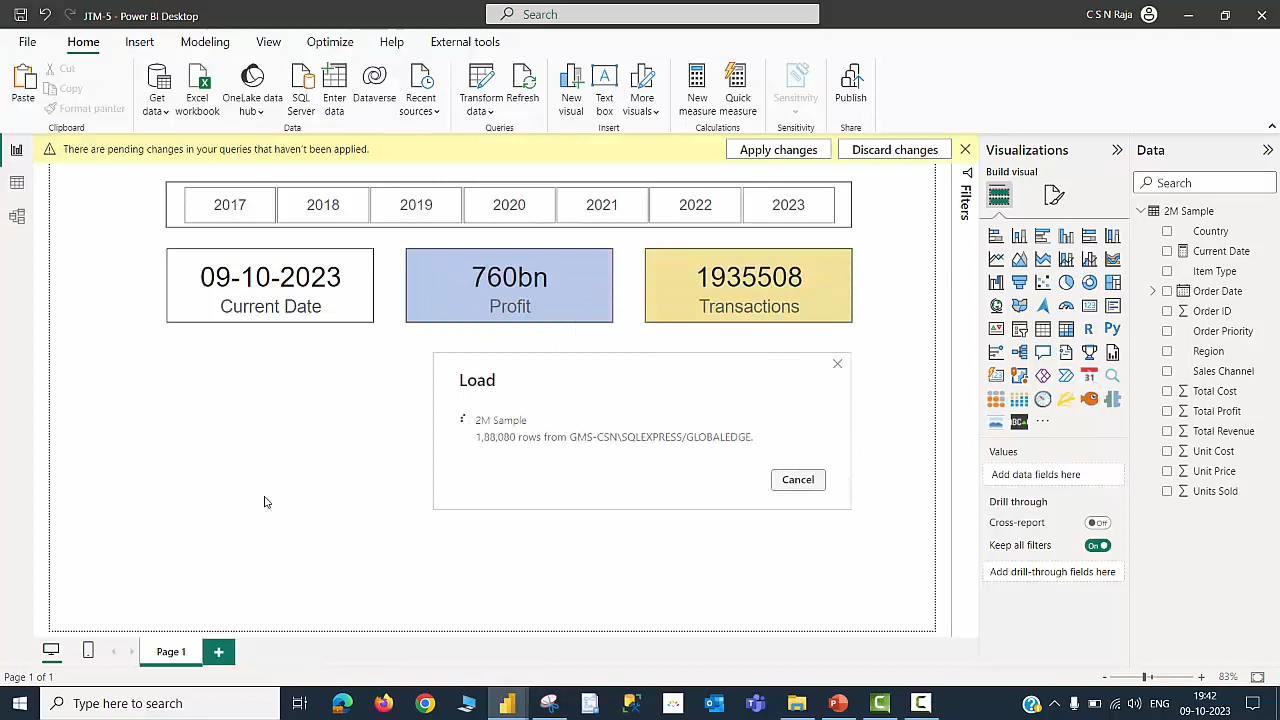 JTM-5 - Power BI Desktop
Search
C S N Raja
File
Home
Insert
Modeling
View
Optimize
Help
External tools
Paste
Cut
Copy
Format painter
Clipboard
Get data
Excel workbook
OneLake data hub
SQL Server
Enter data
Dataverse
Recent sources
Data
Transform data
Refresh
Queries
New visual
Text box
More visuals
Insert
New measure
Quick measure
Calculations
Sensitivity
Sensitivity
Publish
Share
There are pending changes in your queries that haven't been applied.
Apply changes
Discard changes
2017
2018
2019
2020
2021
2022
2023
09-10-2023
Current Date
760bn
Profit
1935508
Transactions
Load
2M Sample
1,88,080 rows from GMS-CSN\SQLEXPRESS/GLOBALEDGE.
Cancel
Filters
Visualizations
Build visual
123
R
Py
31
ABC
Values
Add data fields here
Drill through
Cross-report
Off
Keep all filters
On
Add drill-through fields here
Data
Search
2M Sample
Country
Current Date
Item Type
Order Date
Order ID
Order Priority
Region
Sales Channel
Total Cost
Total Profit
Total Revenue
Unit Cost
Unit Price
Units Sold
Page 1
Page 1 of 1
83%
Type here to search
ENG
19:42
09-10-2023